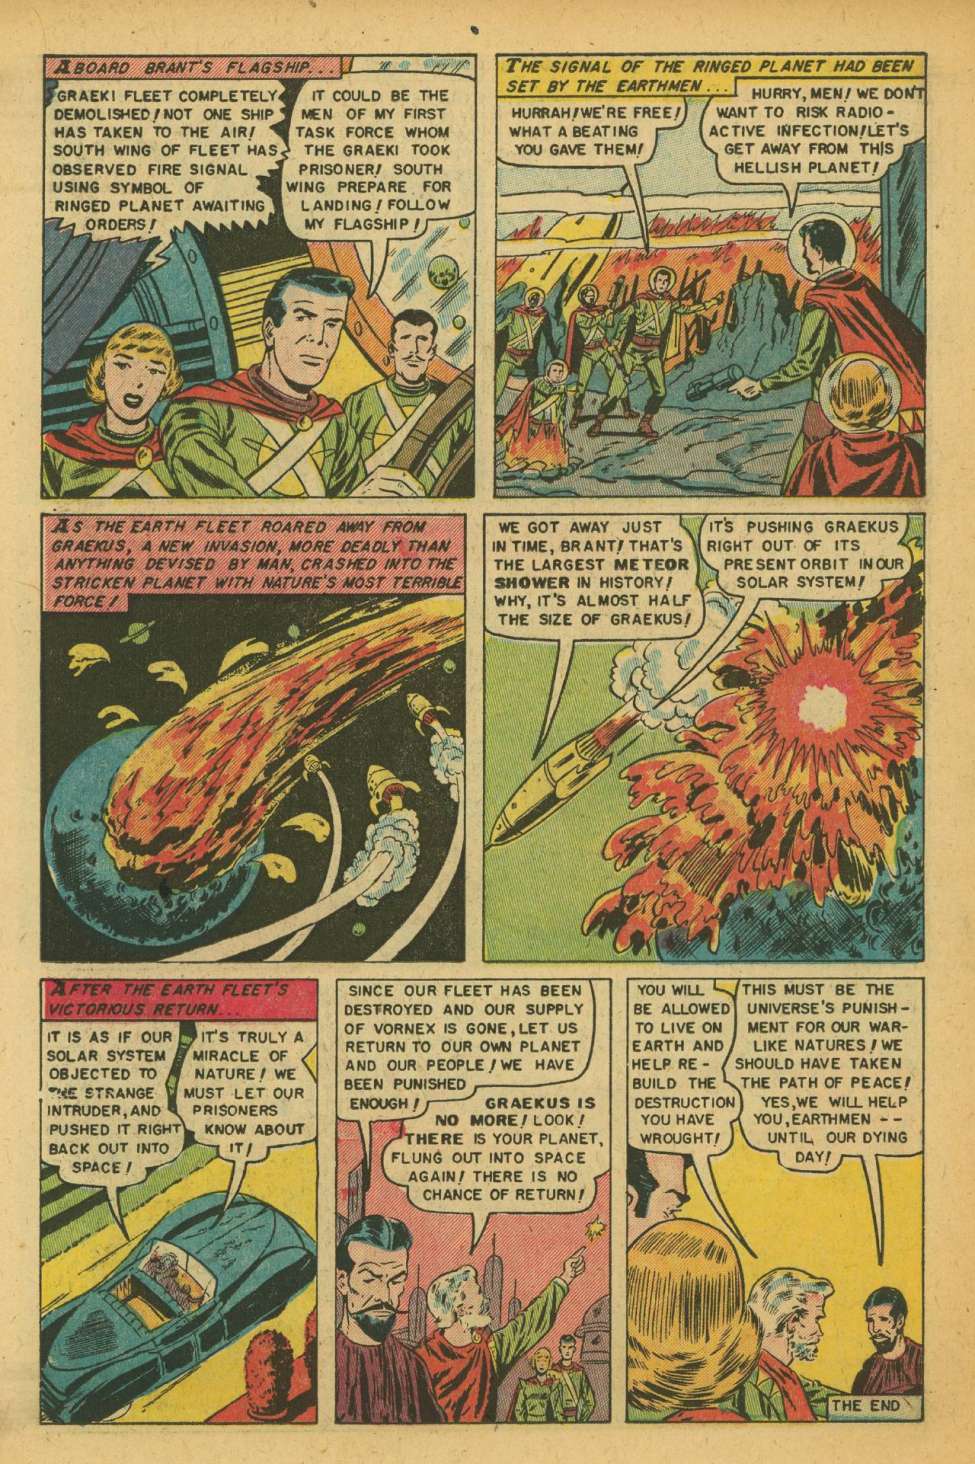 ABOARD BRANT'S FLAGSHIP...
GRAEKI FLEET COMPLETELY
DEMOLISHED! NOT ONE SHIP
HAS TAKEN TO THE AIR!
SOUTH WING OF FLEET HAS
OBSERVED FIRE SIGNAL
USING SYMBOL OF
RINGED PLANET AWAITING
ORDERS!
IT COULD BE THE
MEN OF MY FIRST
TASK FORCE WHOM
THE GRAEKI TOOK
PRISONER! SOUTH
WING PREPARE FOR
LANDING! FOLLOW
MY FLAGSHIP!
THE SIGNAL OF THE RINGED PLANET HAD BEEN
SET BY THE EARTHMEN...
HURRAH! WE'RE FREE!
WHAT A BEATING
YOU GAVE THEM!
HURRY, MEN! WE DON'T
WANT TO RISK RADIO-
ACTIVE INFECTION! LET'S
GET AWAY FROM THIS
HELLISH PLANET!
AS THE EARTH FLEET ROARED AWAY FROM
GRAEKUS, A NEW INVASION, MORE DEADLY THAN
ANYTHING DEVISED BY MAN, CRASHED INTO THE
STRICKEN PLANET WITH NATURE'S MOST TERRIBLE
FORCE!
WE GOT AWAY JUST
IN TIME, BRANT! THAT'S
THE LARGEST METEOR
SHOWER IN HISTORY!
WHY, IT'S ALMOST HALF
THE SIZE OF GRAEKUS!
IT'S PUSHING GRAEKUS
RIGHT OUT OF ITS
PRESENT ORBIT IN OUR
SOLAR SYSTEM!
AFTER THE EARTH FLEET'S
VICTORIOUS RETURN...
IT IS AS IF OUR
SOLAR SYSTEM
OBJECTED TO
THE STRANGE
INTRUDER, AND
PUSHED IT RIGHT
BACK OUT INTO
SPACE!
IT'S TRULY A
MIRACLE OF
NATURE! WE
MUST LET OUR
PRISONERS
KNOW ABOUT
IT!
SINCE OUR FLEET HAS BEEN
DESTROYED AND OUR SUPPLY
OF VORNEX IS GONE, LET US
RETURN TO OUR OWN PLANET
AND OUR PEOPLE! WE HAVE
BEEN PUNISHED
ENOUGH!
GRAEKUS IS
NO MORE! LOOK!
THERE IS YOUR PLANET,
FLUNG OUT INTO SPACE
AGAIN! THERE IS NO
CHANCE OF RETURN!
YOU WILL
BE ALLOWED
TO LIVE ON
EARTH AND
HELP RE-
BUILD THE
DESTRUCTION
YOU HAVE
WROUGHT!
THIS MUST BE THE
UNIVERSE'S PUNISH-
MENT FOR OUR WAR-
LIKE NATURES! WE
SHOULD HAVE TAKEN
THE PATH OF PEACE!
YES, WE WILL HELP
YOU, EARTHMEN --
UNTIL OUR DYING
DAY!
THE END